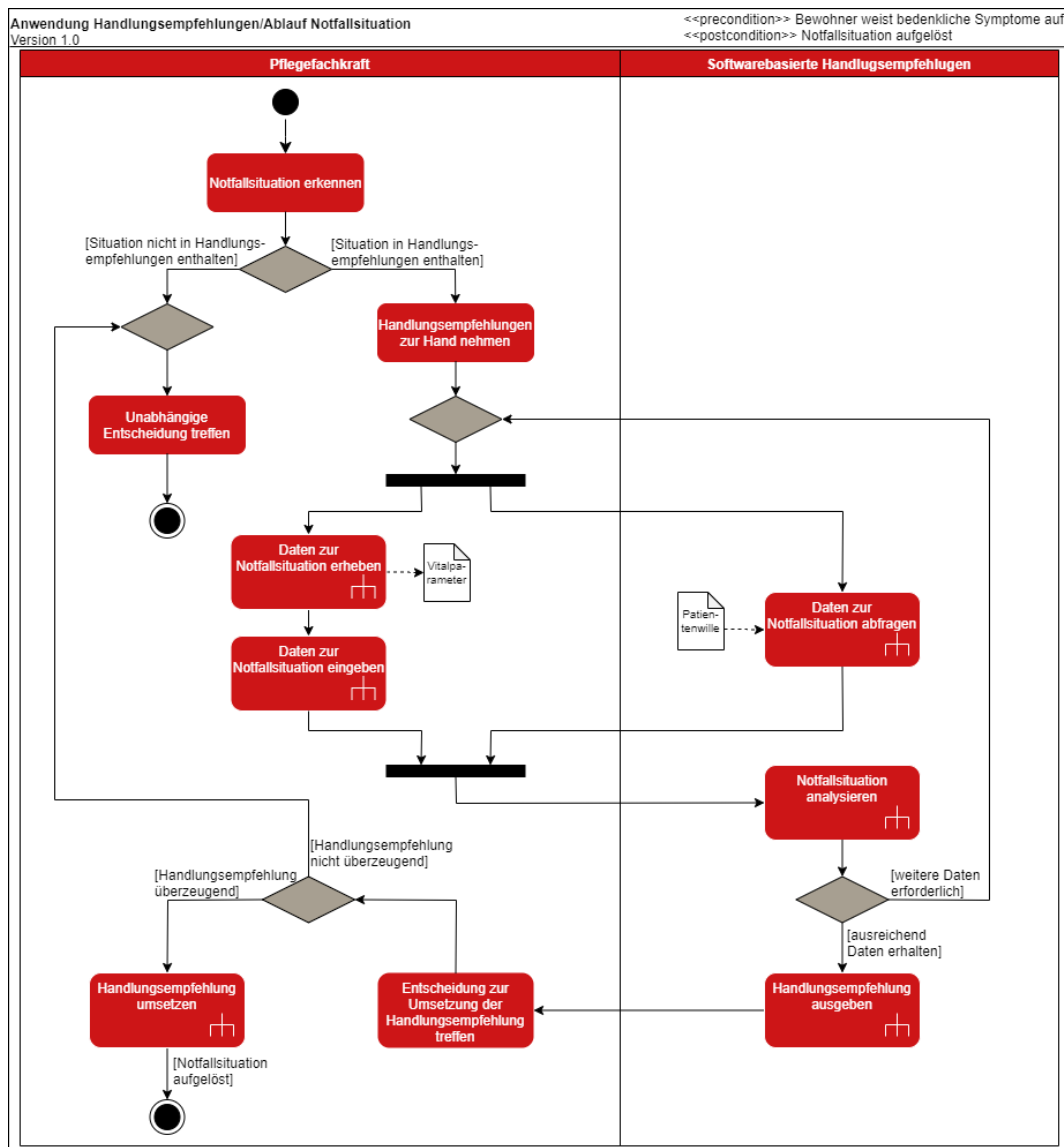 Anwendung Handlungsempfehlungen/Ablauf Notfallsituation
Version 1.0
<<precondition>> Bewohner weist bedenkliche Symptome auf
<<postcondition>> Notfallsituation aufgelöst
Pflegefachkraft
Softwarebasierte Handlugsempfehlugen
Notfallsituation erkennen
[Situation nicht in Handlungs-
empfehlungen enthalten]
[Situation in Handlungs-
empfehlungen enthalten]
Handlungsempfehlungen
zur Hand nehmen
Unabhängige
Entscheidung treffen
Daten zur
Notfallsituation erheben
Vitalpa-
rameter
Patien-
tenwille
Daten zur
Notfallsituation abfragen
Daten zur
Notfallsituation eingeben
Notfallsituation
analysieren
[Handlungsempfehlung
nicht überzeugend]
[Handlungsempfehlung
überzeugend]
[weitere Daten
erforderlich]
[ausreichend
Daten erhalten]
Handlungsempfehlung
umsetzen
Entscheidung zur
Umsetzung der
Handlungsempfehlung
treffen
Handlungsempfehlung
ausgeben
[Notfallsituation
aufgelöst]